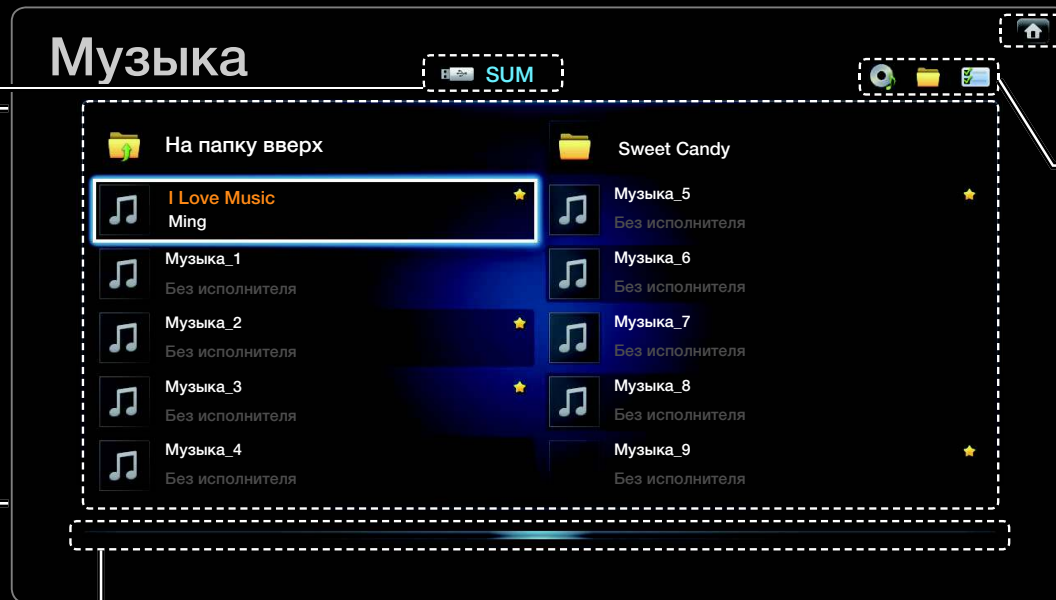 Музыка
SUM
На папку вверх
I Love Music
Ming
Музыка_1
Без исполнителя
Музыка_2
Без исполнителя
Музыка_3
Без исполнителя
Музыка_4
Без исполнителя
Sweet Candy
Музыка_5
Без исполнителя
Музыка_6
Без исполнителя
Музыка_7
Без исполнителя
Музыка_8
Без исполнителя
Музыка_9
Без исполнителя